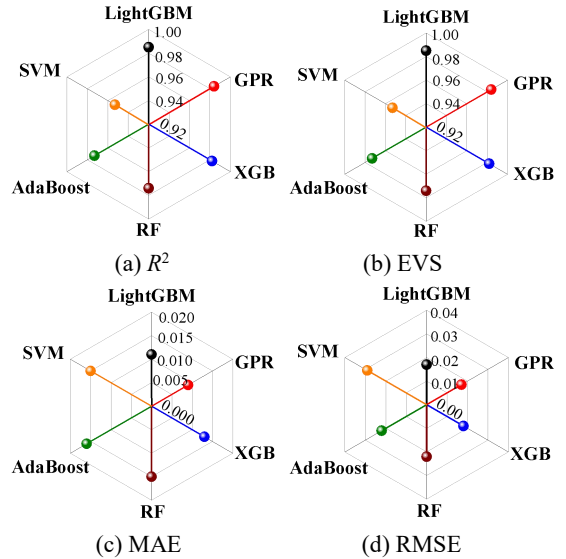 LightGBM
1.00
0.98
0.96
0.94
0.92
GPR
XGB
RF
AdaBoost
SVM
(a) R²
LightGBM
1.00
0.98
0.96
0.94
0.92
GPR
XGB
RF
AdaBoost
SVM
(b) EVS
LightGBM
0.020
0.015
0.010
0.005
0.000
GPR
XGB
RF
AdaBoost
SVM
(c) MAE
LightGBM
0.04
0.03
0.02
0.01
0.00
GPR
XGB
RF
AdaBoost
SVM
(d) RMSE